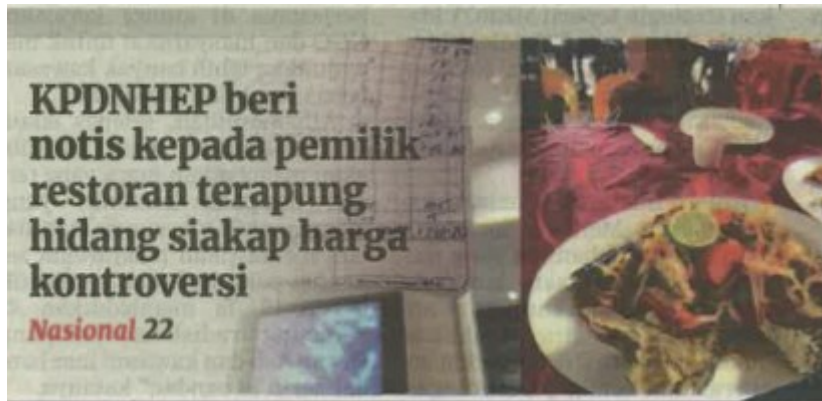 KPDNHEP beri
notis kepada pemilik
restoran terapung
hidang siakap harga
kontroversi
Nasional 22